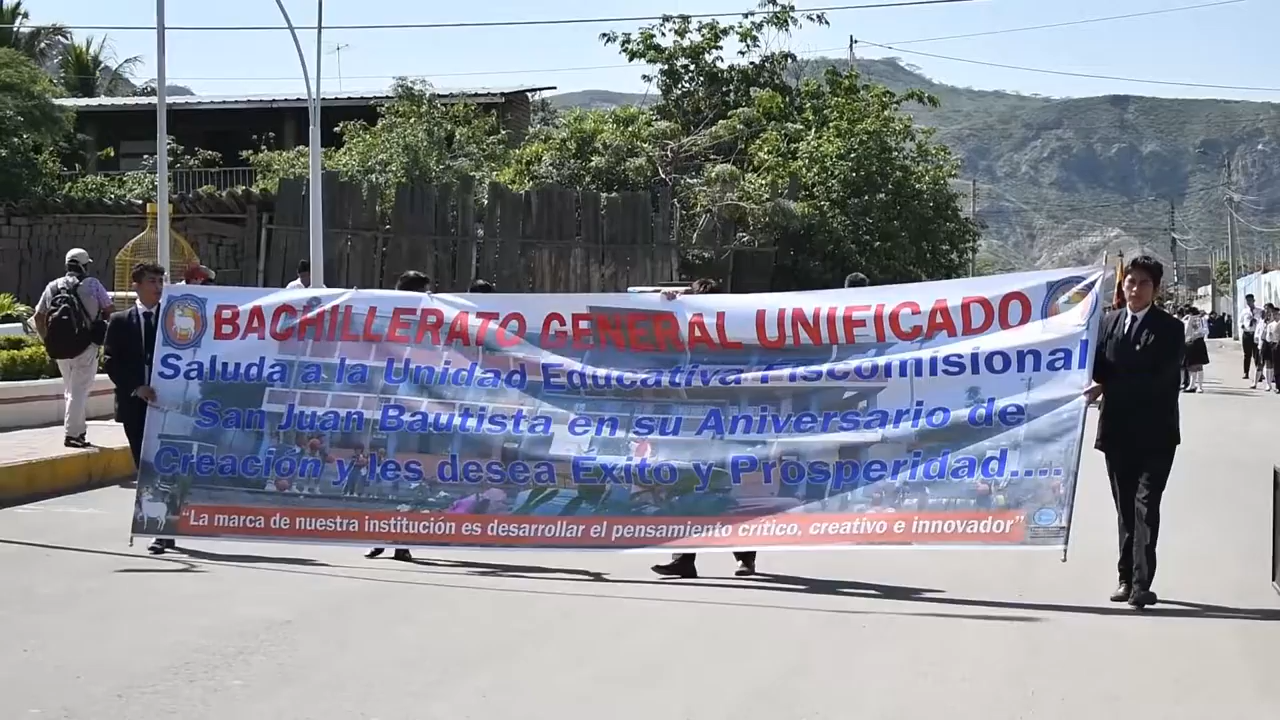 BACHILLERATO GENERAL UNIFICADO
Saluda a la Unidad Educativa Fiscomisional
San Juan Bautista en su Aniversario de
Creación y les desea Exito y Prosperidad....
"La marca de nuestra institución es desarrollar el pensamiento crítico, creativo e innovador"